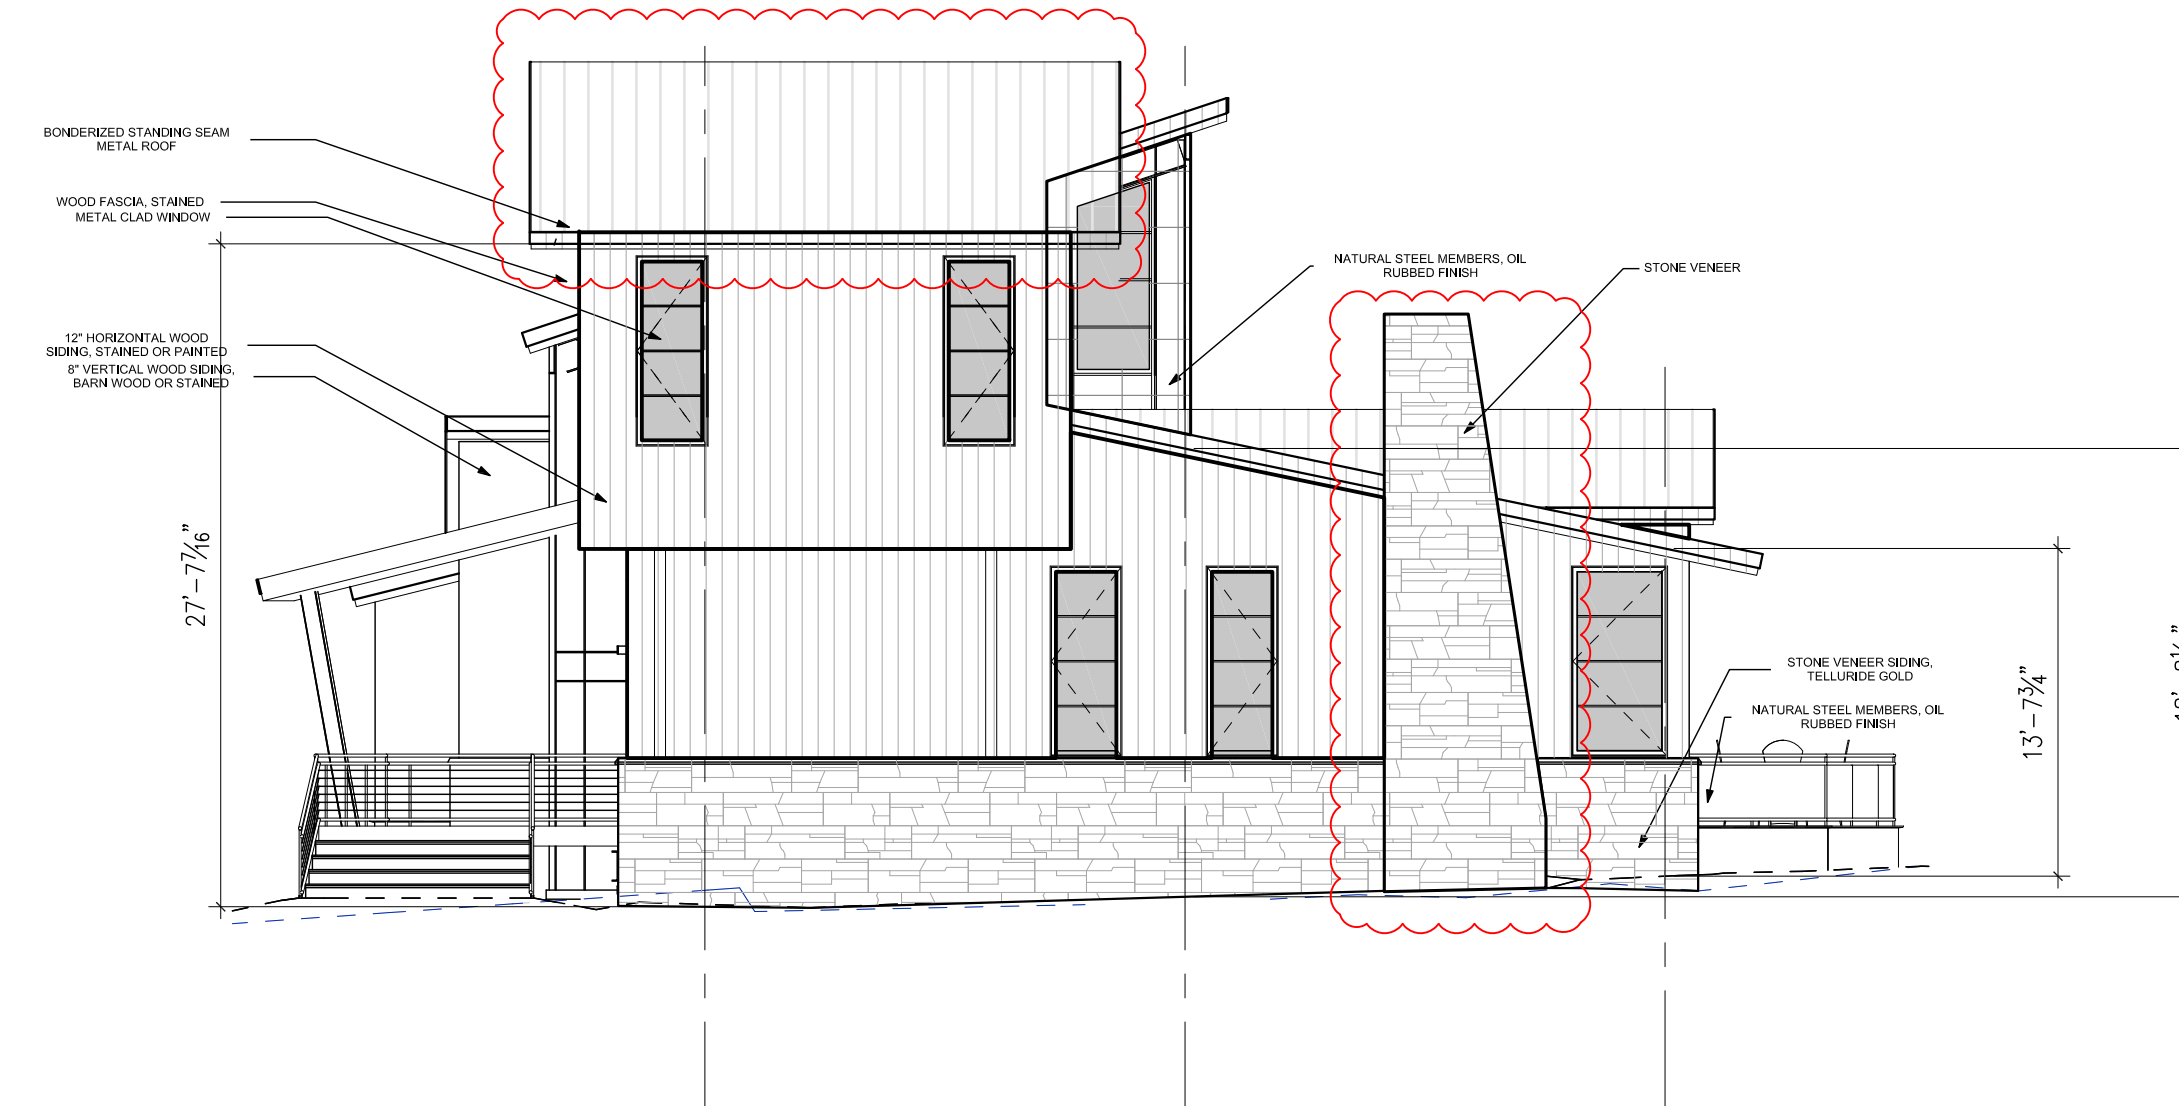 BONDERIZED STANDING SEAM
METAL ROOF
WOOD FASCIA, STAINED
METAL CLAD WINDOW
12" HORIZONTAL WOOD
SIDING, STAINED OR PAINTED
8" VERTICAL WOOD SIDING,
BARN WOOD OR STAINED
27'-7 7/16"
NATURAL STEEL MEMBERS, OIL
RUBBED FINISH
STONE VENEER
STONE VENEER SIDING,
TELLURIDE GOLD
NATURAL STEEL MEMBERS, OIL
RUBBED FINISH
13'-7 3/4"